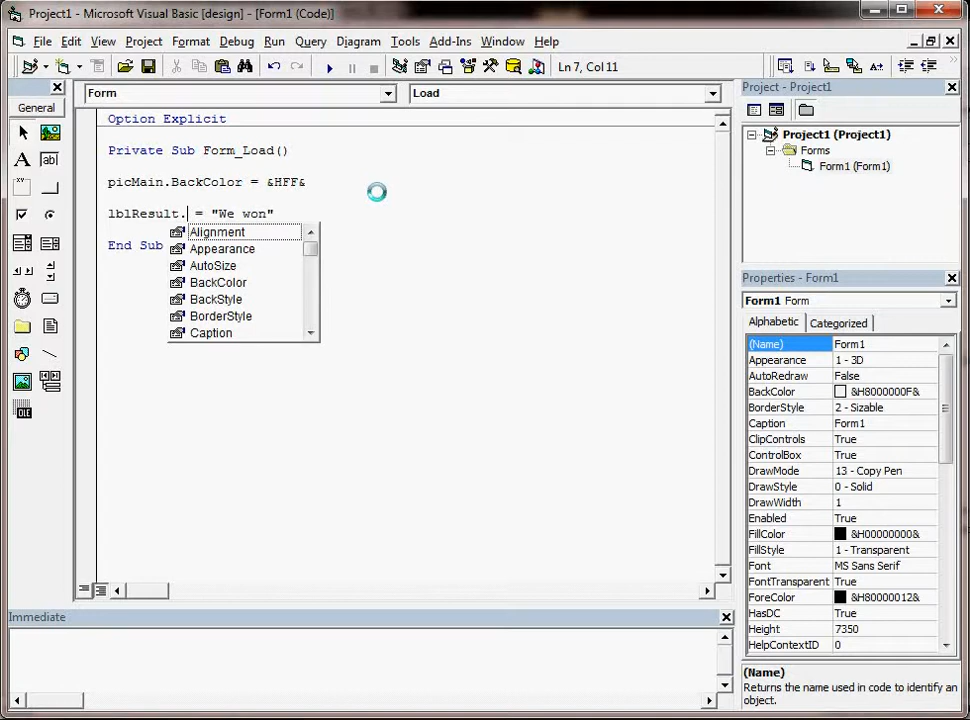 Project1 - Microsoft Visual Basic [design] - [Form1 (Code)]
File Edit View Project Format Debug Run Query Diagram Tools Add-Ins Window Help
Ln 7, Col 11
General
Form
Load
Option Explicit
Private Sub Form_Load()
picMain.BackColor = &HFF&
lblResult. = "We won"
End Sub
Alignment
Appearance
AutoSize
BackColor
BackStyle
BorderStyle
Caption
ab|
OLE
Immediate
Project - Project1
Project1 (Project1)
Forms
Form1 (Form1)
Properties - Form1
Form1 Form
Alphabetic Categorized
(Name) Form1
Appearance 1 - 3D
AutoRedraw False
BackColor &H8000000F&
BorderStyle 2 - Sizable
Caption Form1
ClipControls True
ControlBox True
DrawMode 13 - Copy Pen
DrawStyle 0 - Solid
DrawWidth 1
Enabled True
FillColor &H00000000&
FillStyle 1 - Transparent
Font MS Sans Serif
FontTransparent True
ForeColor &H80000012&
HasDC True
Height 7350
HelpContextID 0
(Name)
Returns the name used in code to identify an
object.